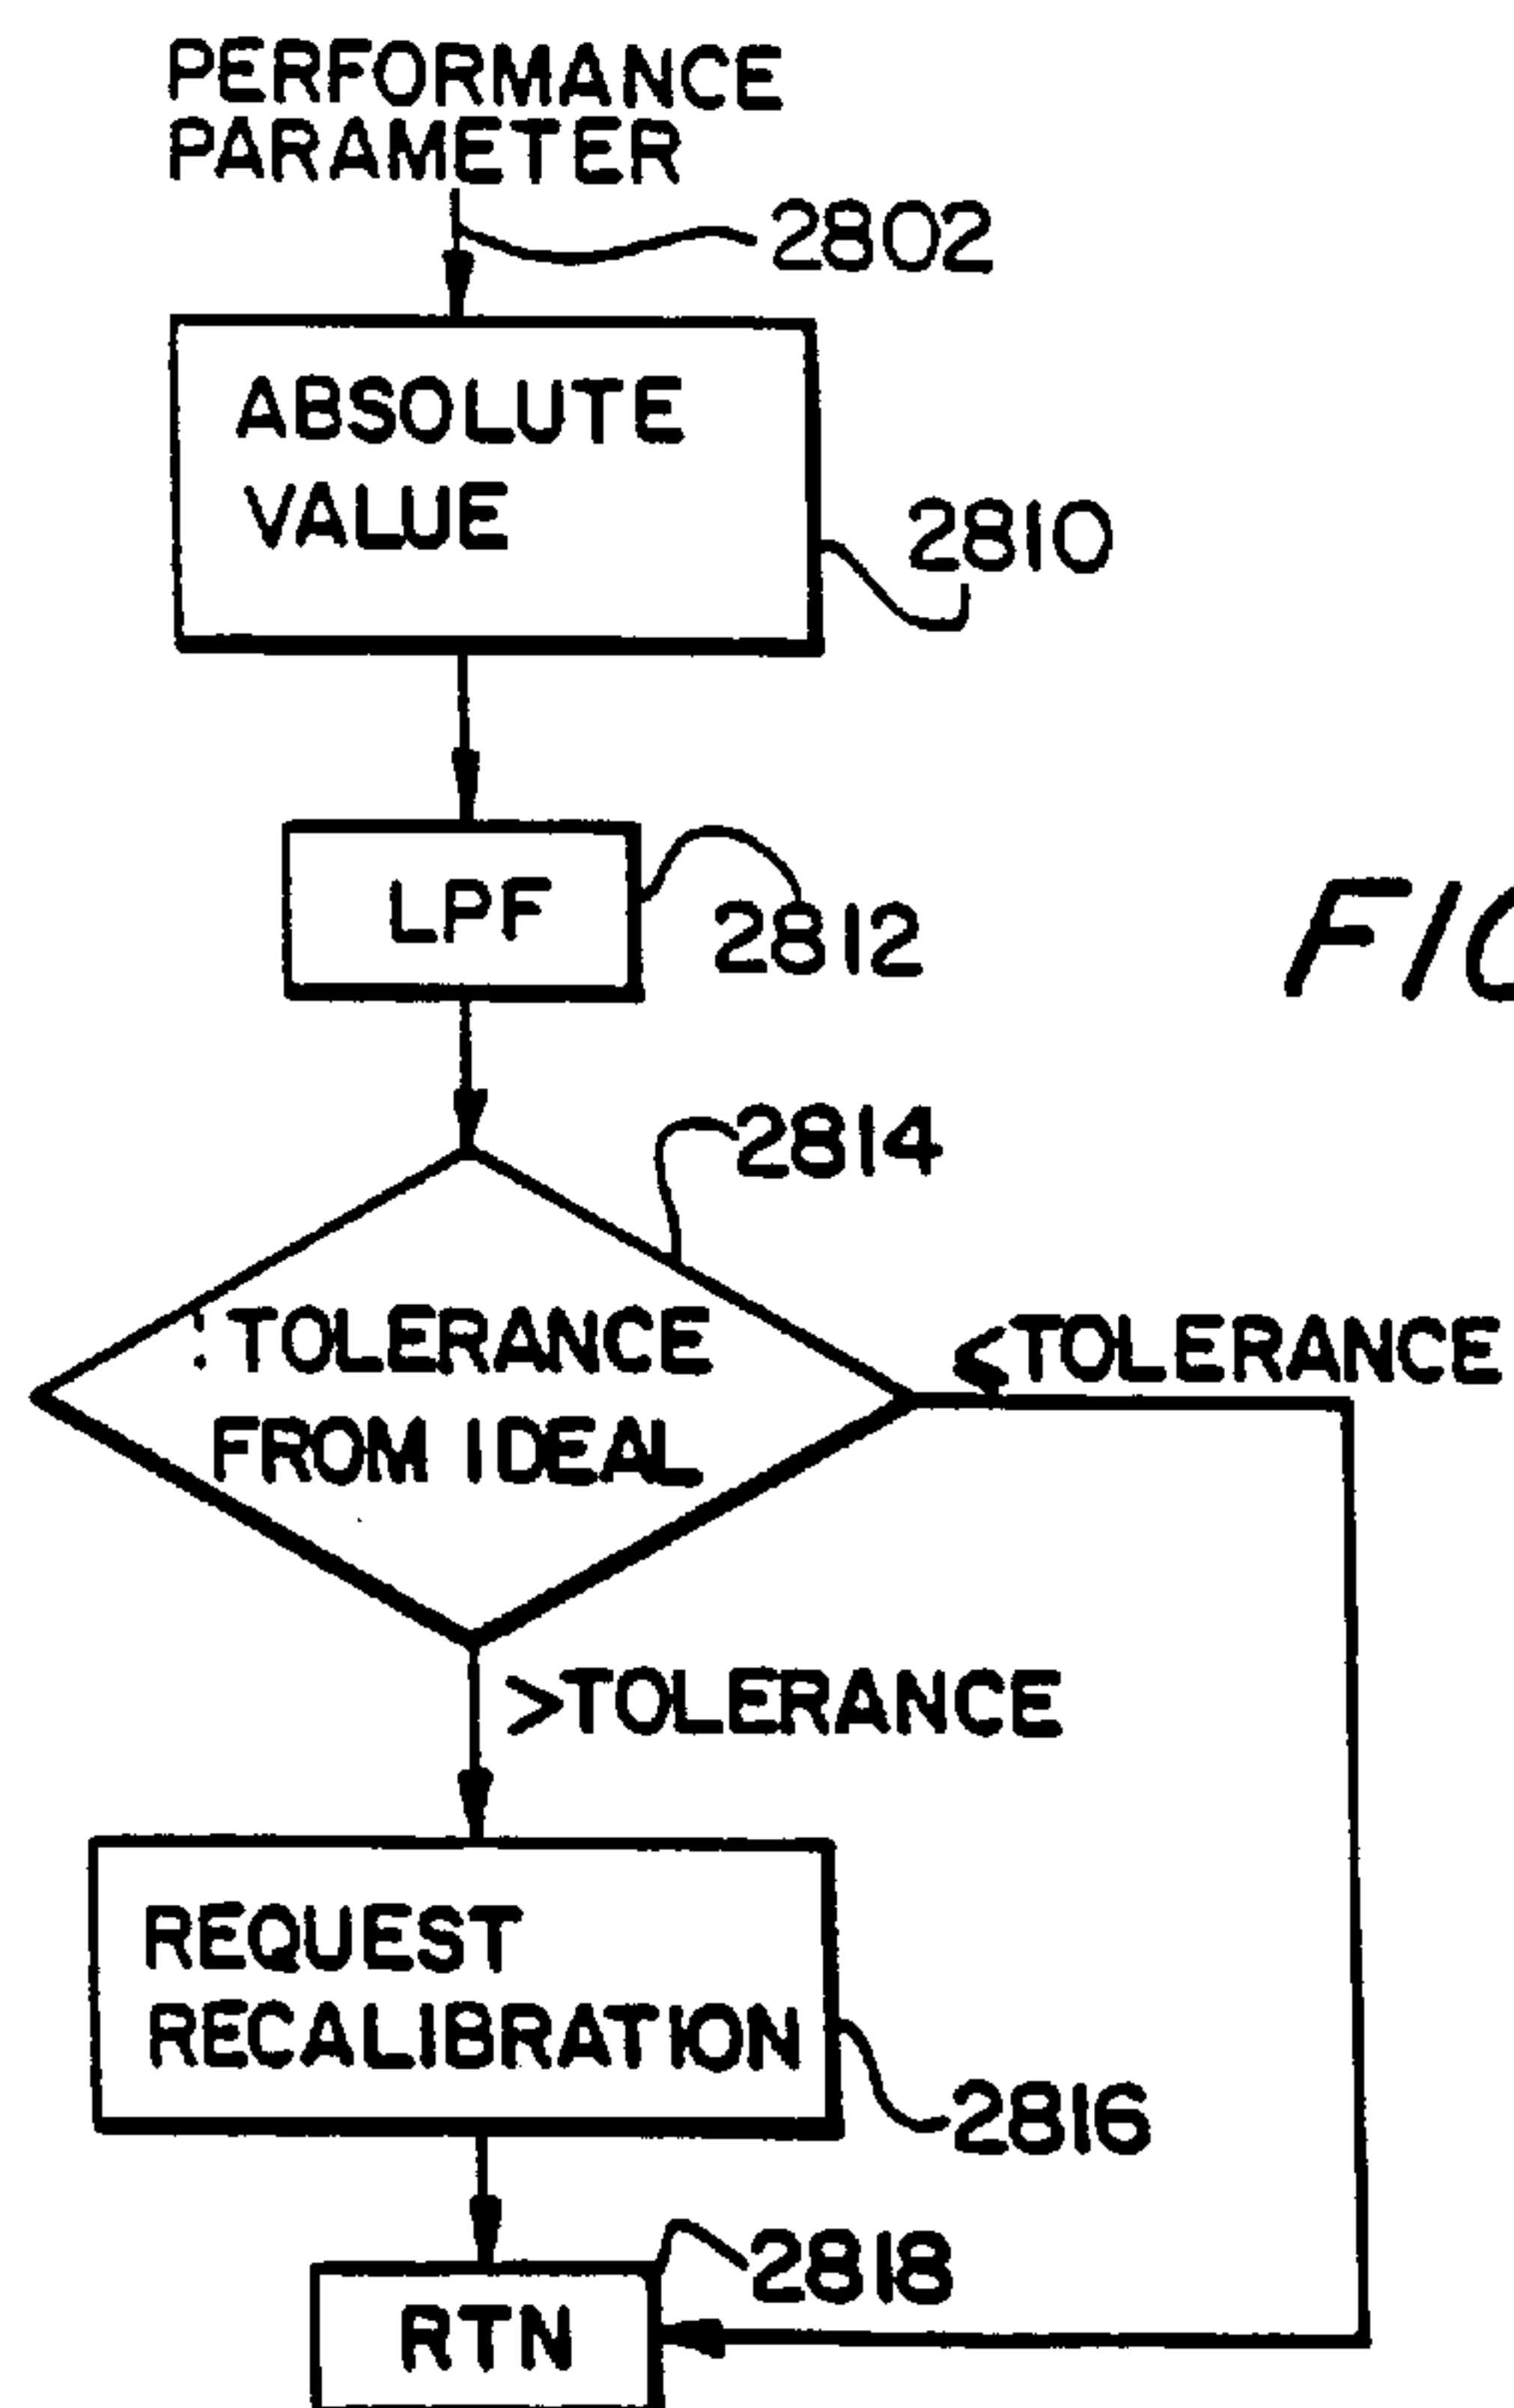 PERFORMANCE
PARAMETER
2802
ABSOLUTE
VALUE
2810
LPF
2812
2814
: TOLERANCE
FROM IDEAL
≤TOLERANCE
>TOLERANCE
REQUEST
RECALIBRATION
2816
2818
RTN